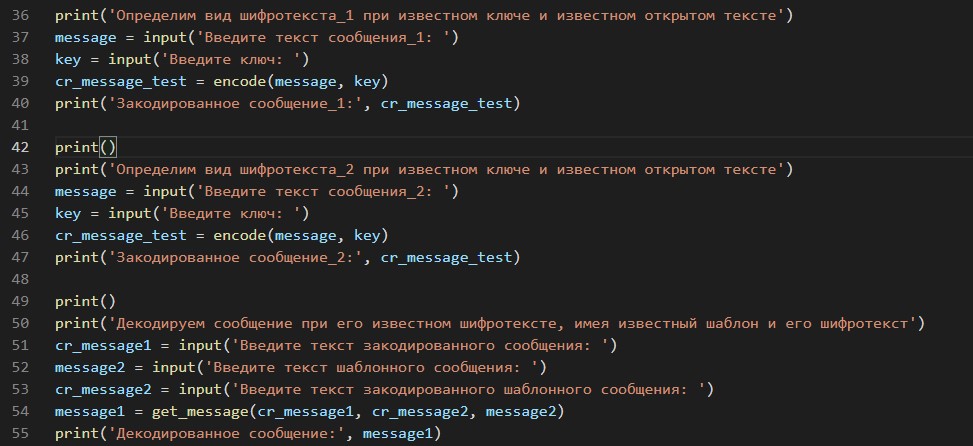 36 print('Определим вид шифротекста_1 при известном ключе и известном открытом тексте')
37 message = input('Введите текст сообщения_1: ')
38 key = input('Введите ключ: ')
39 cr_message_test = encode(message, key)
40 print('Закодированное сообщение_1:', cr_message_test)
41
42 print()
43 print('Определим вид шифротекста_2 при известном ключе и известном открытом тексте')
44 message = input('Введите текст сообщения_2: ')
45 key = input('Введите ключ: ')
46 cr_message_test = encode(message, key)
47 print('Закодированное сообщение_2:', cr_message_test)
48
49 print()
50 print('Декодируем сообщение при его известном шифротексте, имея известный шаблон и его шифротекст')
51 cr_message1 = input('Введите текст закодированного сообщения: ')
52 message2 = input('Введите текст шаблонного сообщения: ')
53 cr_message2 = input('Введите текст закодированного шаблонного сообщения: ')
54 message1 = get_message(cr_message1, cr_message2, message2)
55 print('Декодированное сообщение:', message1)